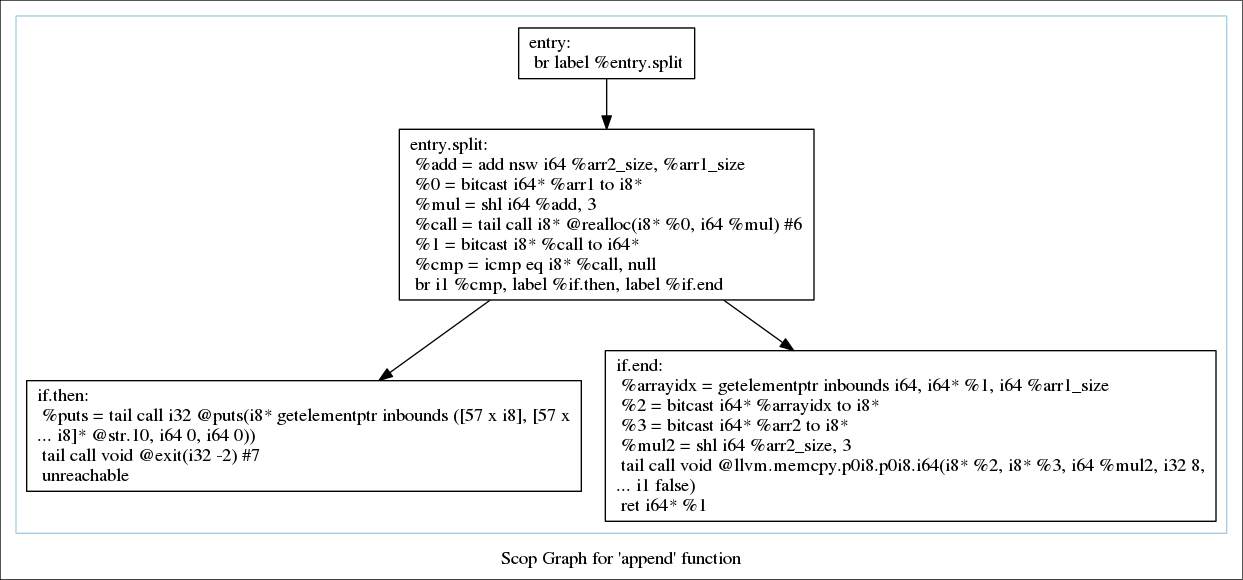 entry:
br label %entry.split
entry.split:
%add = add nsw i64 %arr2_size, %arr1_size
%0 = bitcast i64* %arr1 to i8*
%mul = shl i64 %add, 3
%call = tail call i8* @realloc(i8* %0, i64 %mul) #6
%1 = bitcast i8* %call to i64*
%cmp = icmp eq i8* %call, null
br i1 %cmp, label %if.then, label %if.end
if.then:
%puts = tail call i32 @puts(i8* getelementptr inbounds ([57 x i8], [57 x
... i8]* @str.10, i64 0, i64 0))
tail call void @exit(i32 -2) #7
unreachable
if.end:
%arrayidx = getelementptr inbounds i64, i64* %1, i64 %arr1_size
%2 = bitcast i64* %arrayidx to i8*
%3 = bitcast i64* %arr2 to i8*
%mul2 = shl i64 %arr2_size, 3
tail call void @llvm.memcpy.p0i8.p0i8.i64(i8* %2, i8* %3, i64 %mul2, i32 8,
... i1 false)
ret i64* %1
Scop Graph for 'append' function